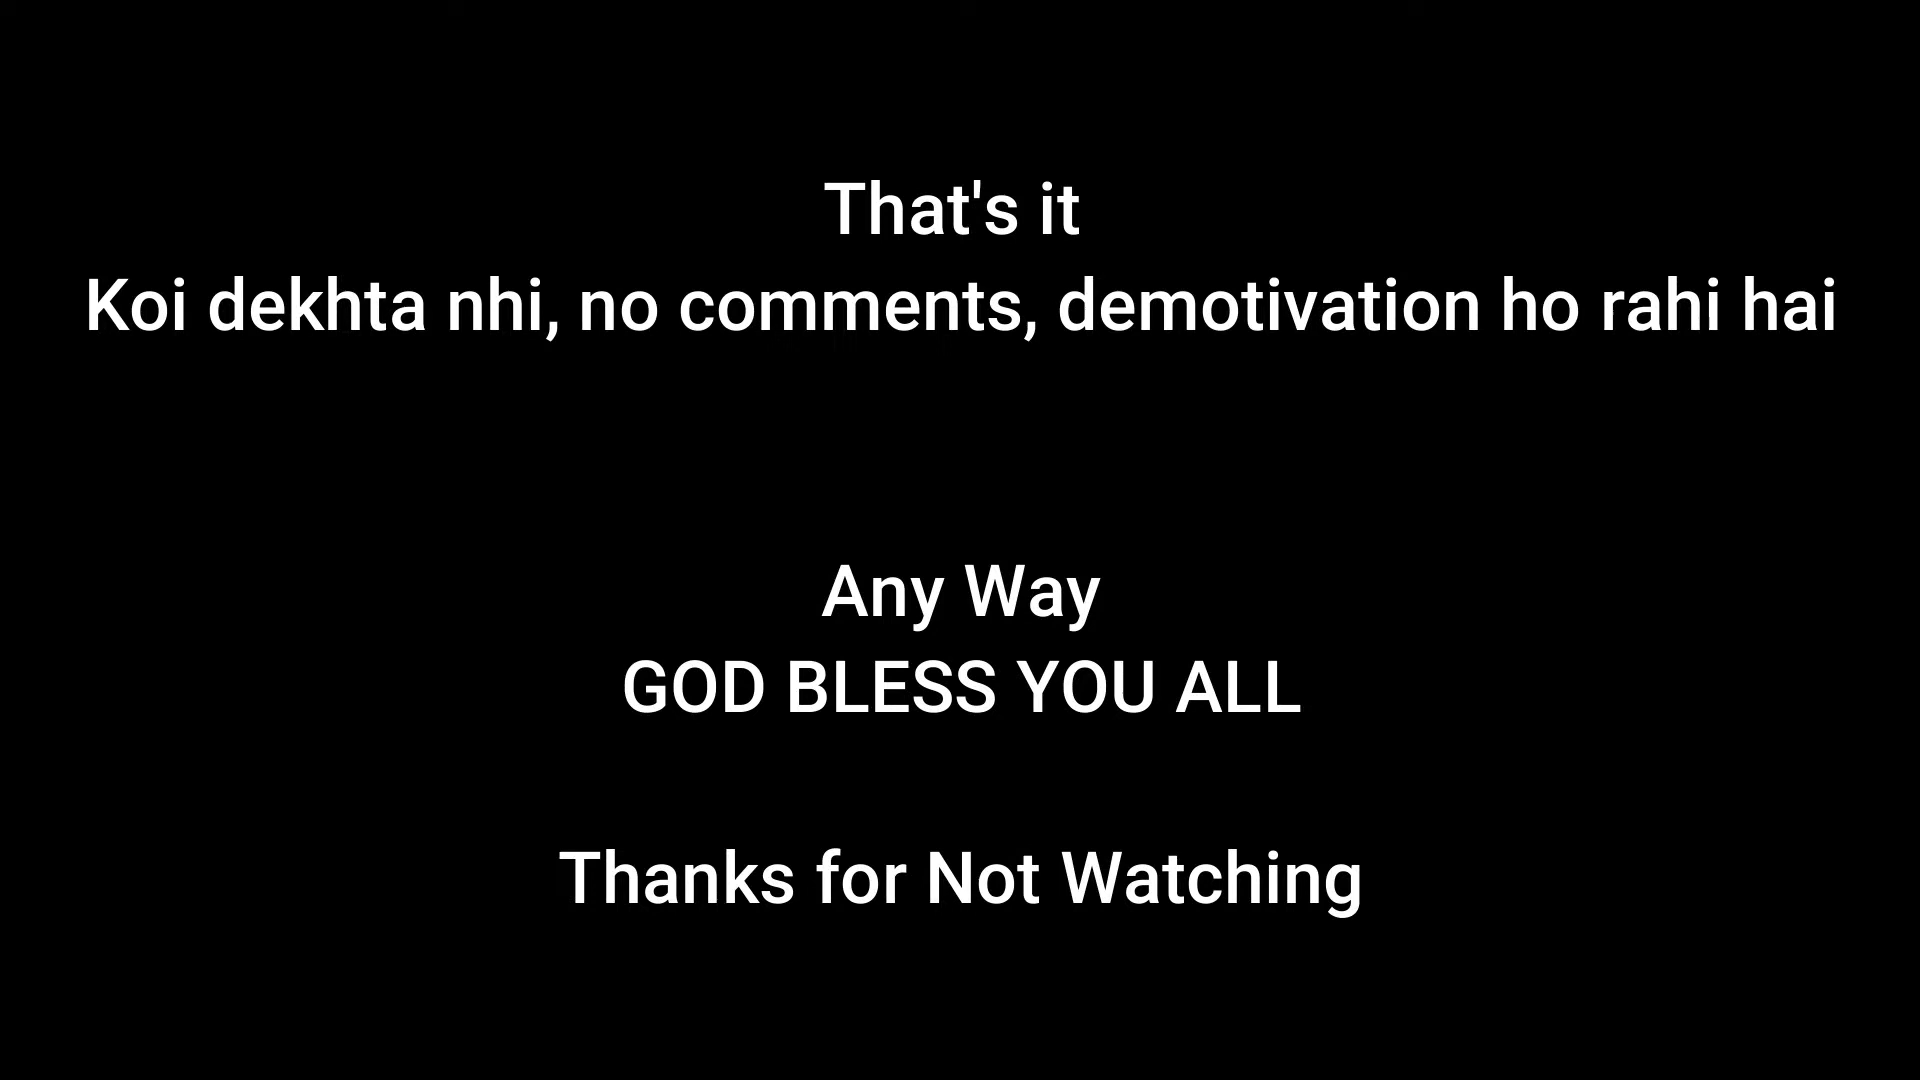 That's it
Koi dekhta nhi, no comments, demotivation ho rahi hai
Any Way
GOD BLESS YOU ALL
Thanks for Not Watching